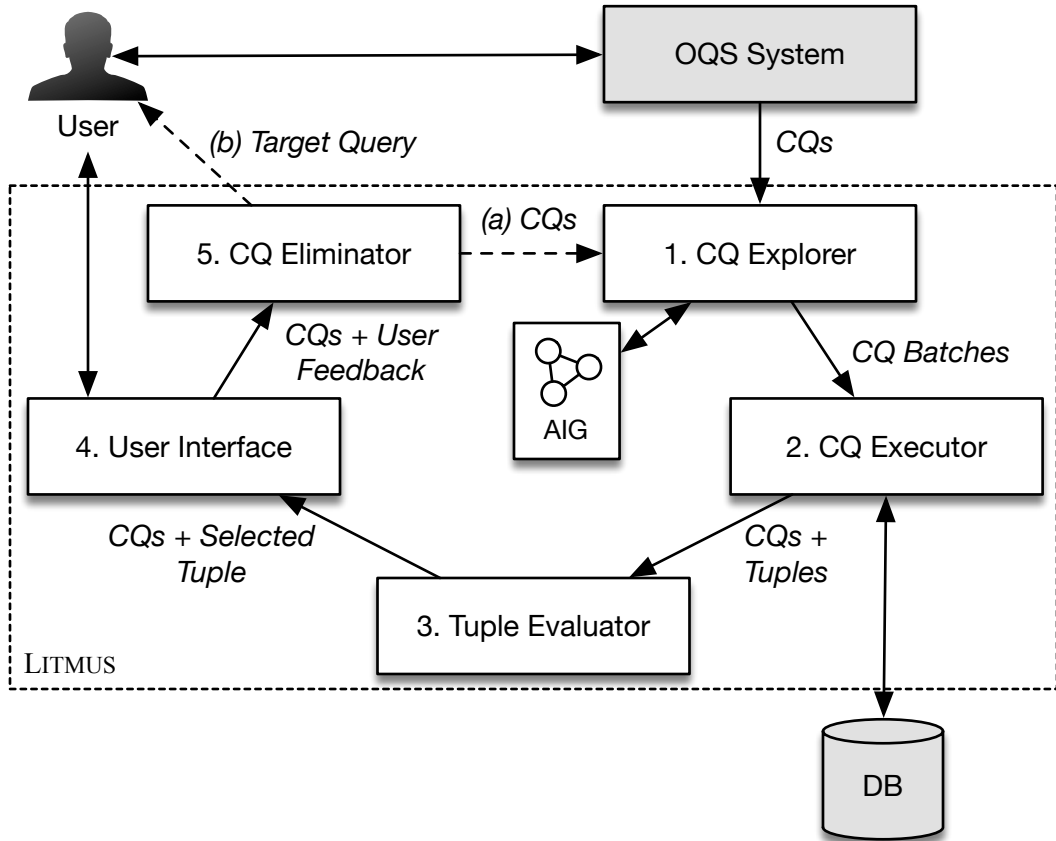 OQS System
User
(b) Target Query
CQs
(a) CQs
5. CQ Eliminator
1. CQ Explorer
CQs + User
Feedback
CQ Batches
AIG
4. User Interface
2. CQ Executor
CQs + Selected
Tuple
CQs +
Tuples
3. Tuple Evaluator
LITMUS
DB